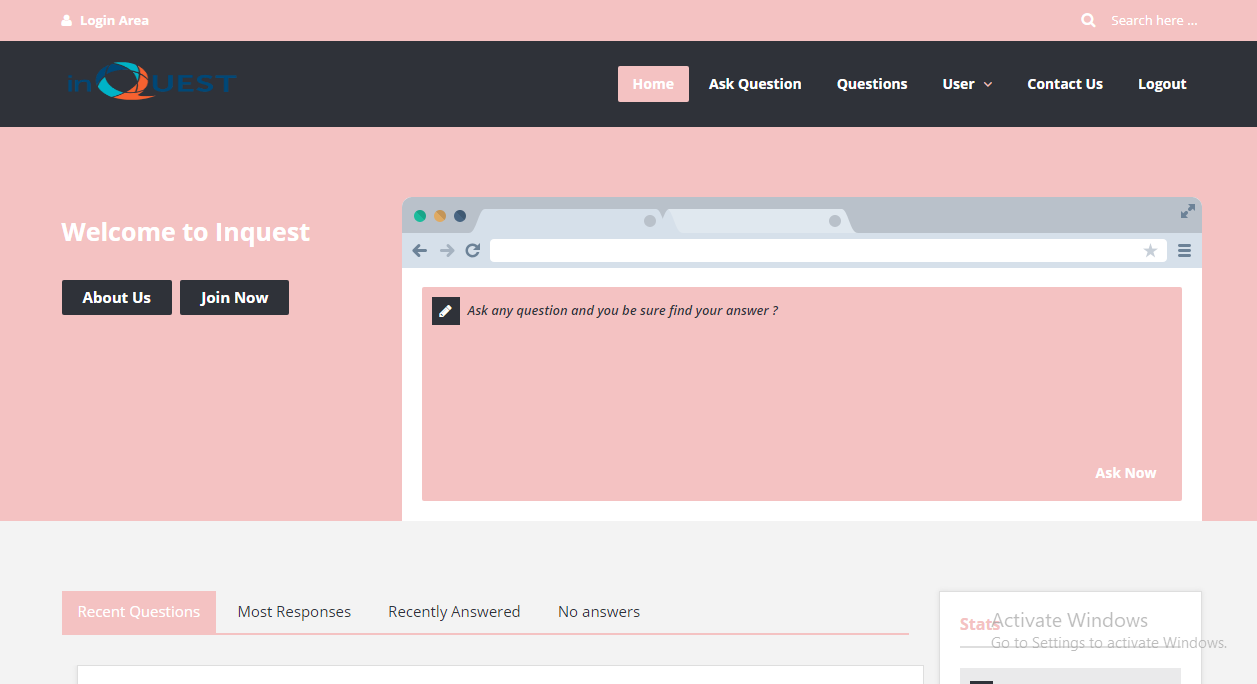 Login Area
Search here ...
inQUEST
Home Ask Question Questions User Contact Us Logout
Welcome to Inquest
About Us Join Now
Ask any question and you be sure find your answer ?
Ask Now
Recent Questions Most Responses Recently Answered No answers
Stats
Activate Windows
Go to Settings to activate Windows.